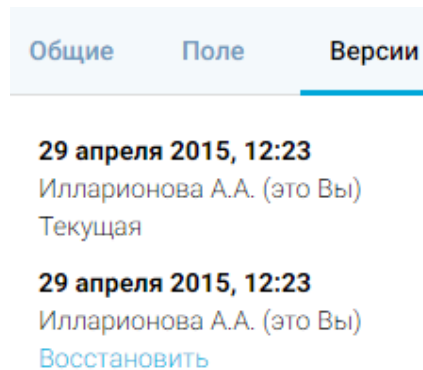 Общие Поле Версии
29 апреля 2015, 12:23
Илларионова А.А. (это Вы)
Текущая
29 апреля 2015, 12:23
Илларионова А.А. (это Вы)
Восстановить